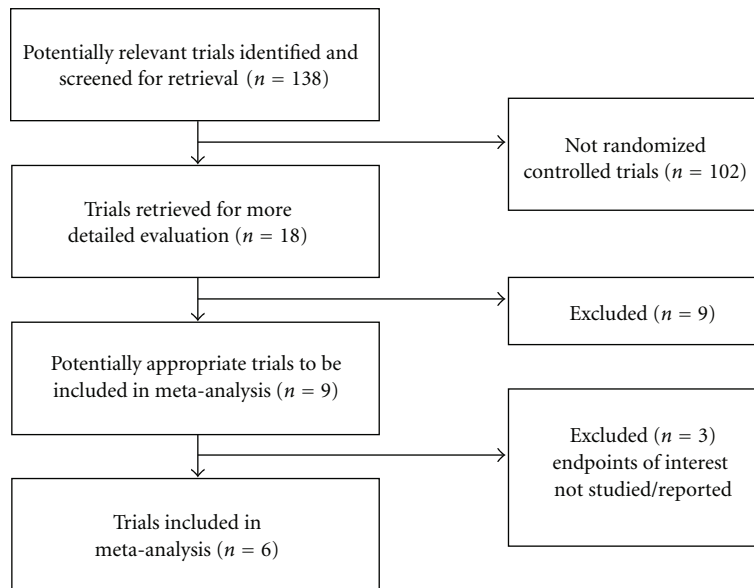 Potentially relevant trials identified and
screened for retrieval (n = 138)
Not randomized
controlled trials (n = 102)
Trials retrieved for more
detailed evaluation (n = 18)
Excluded (n = 9)
Potentially appropriate trials to be
included in meta-analysis (n = 9)
Excluded (n = 3)
endpoints of interest
not studied/reported
Trials included in
meta-analysis (n = 6)